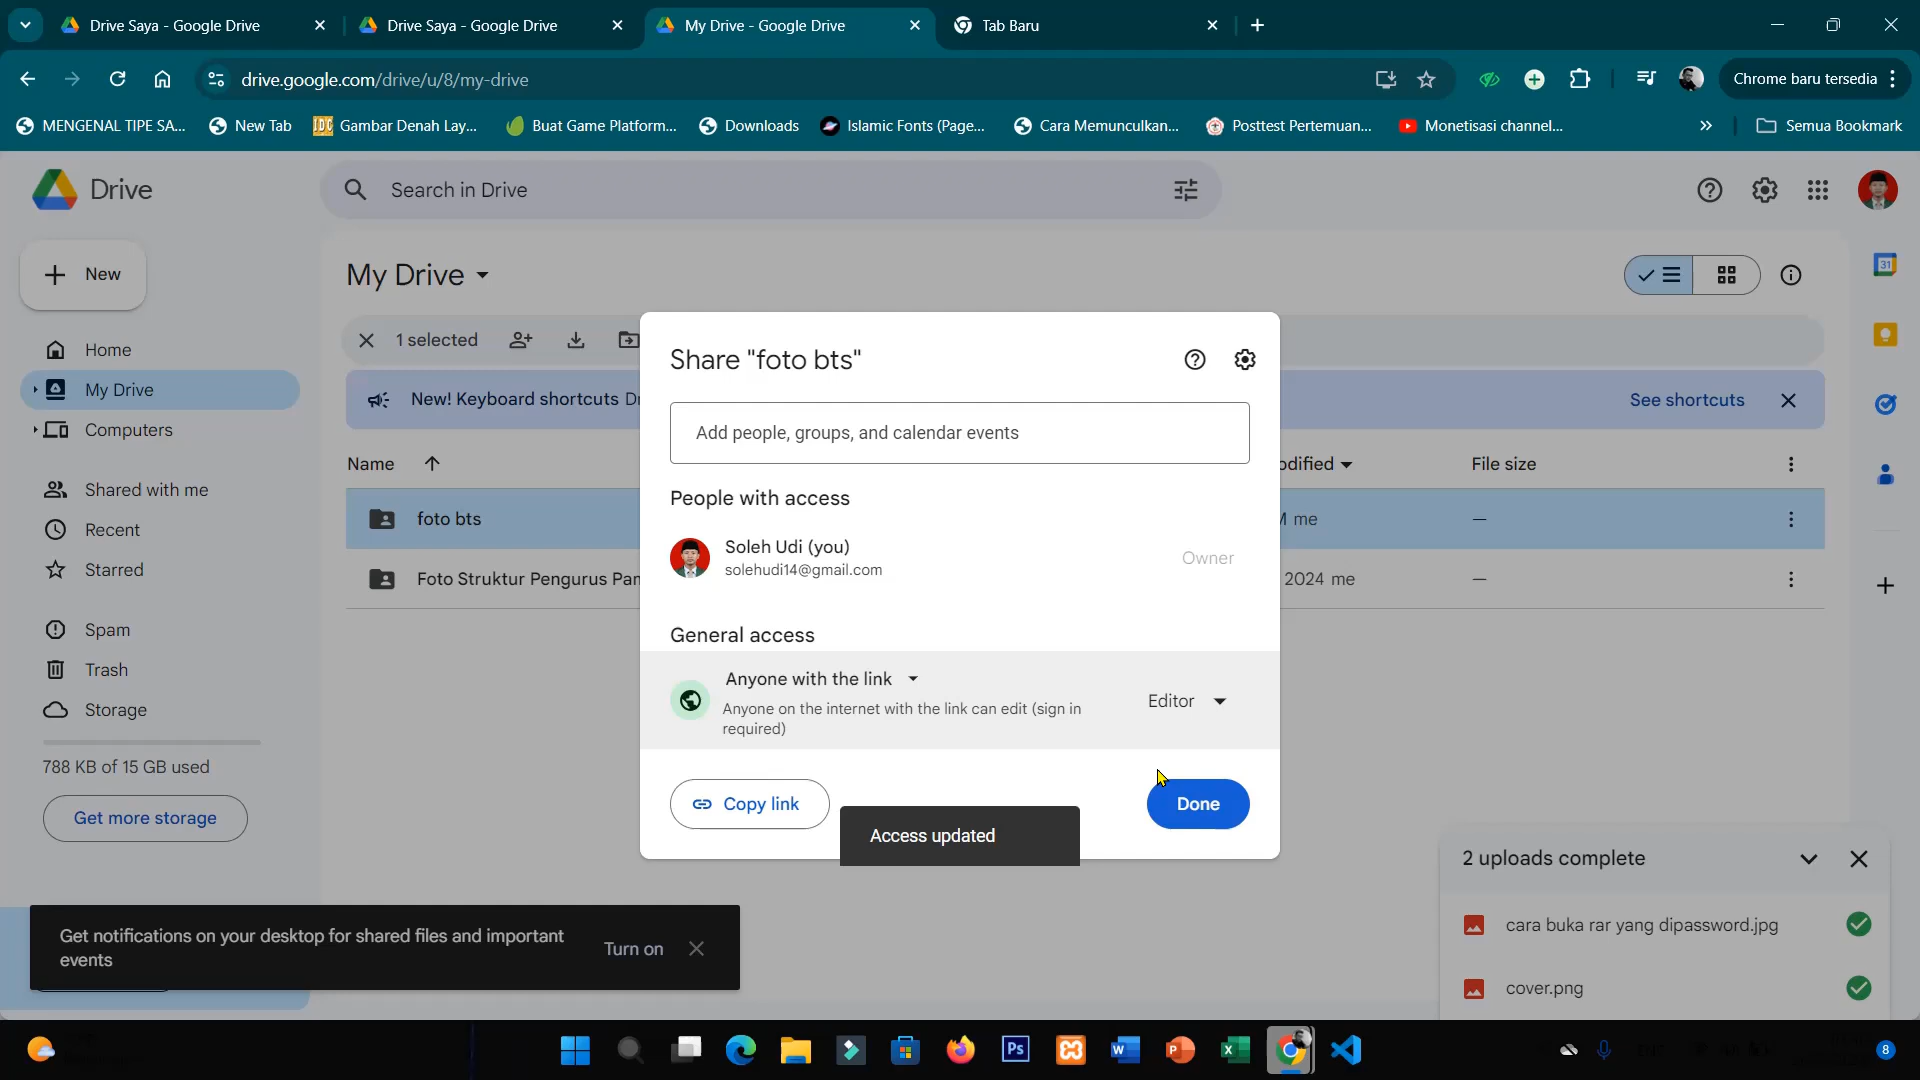 Drive Saya - Google Drive
Drive Saya - Google Drive
My Drive - Google Drive
Tab Baru
drive.google.com/drive/u/8/my-drive
Chrome baru tersedia
MENGENAL TIPE SA...
New Tab
Gambar Denah Lay...
Buat Game Platform...
Downloads
Islamic Fonts (Page...
Cara Memunculkan...
Posttest Pertemuan...
Monetisasi channel...
Semua Bookmark
Drive
Search in Drive
New
My Drive
1 selected
Home
My Drive
Computers
Shared with me
Recent
Starred
Spam
Trash
Storage
788 KB of 15 GB used
Get more storage
New! Keyboard shortcuts
See shortcuts
Name
odified
File size
foto bts
me
—
Foto Struktur Pengurus
2024 me
—
Share "foto bts"
Add people, groups, and calendar events
People with access
Soleh Udi (you)
solehudi14@gmail.com
Owner
General access
Anyone with the link
Anyone on the internet with the link can edit (sign in
required)
Editor
Copy link
Done
Access updated
2 uploads complete
cara buka rar yang dipassword.jpg
cover.png
Get notifications on your desktop for shared files and important
events
Turn on
31
Ps
8